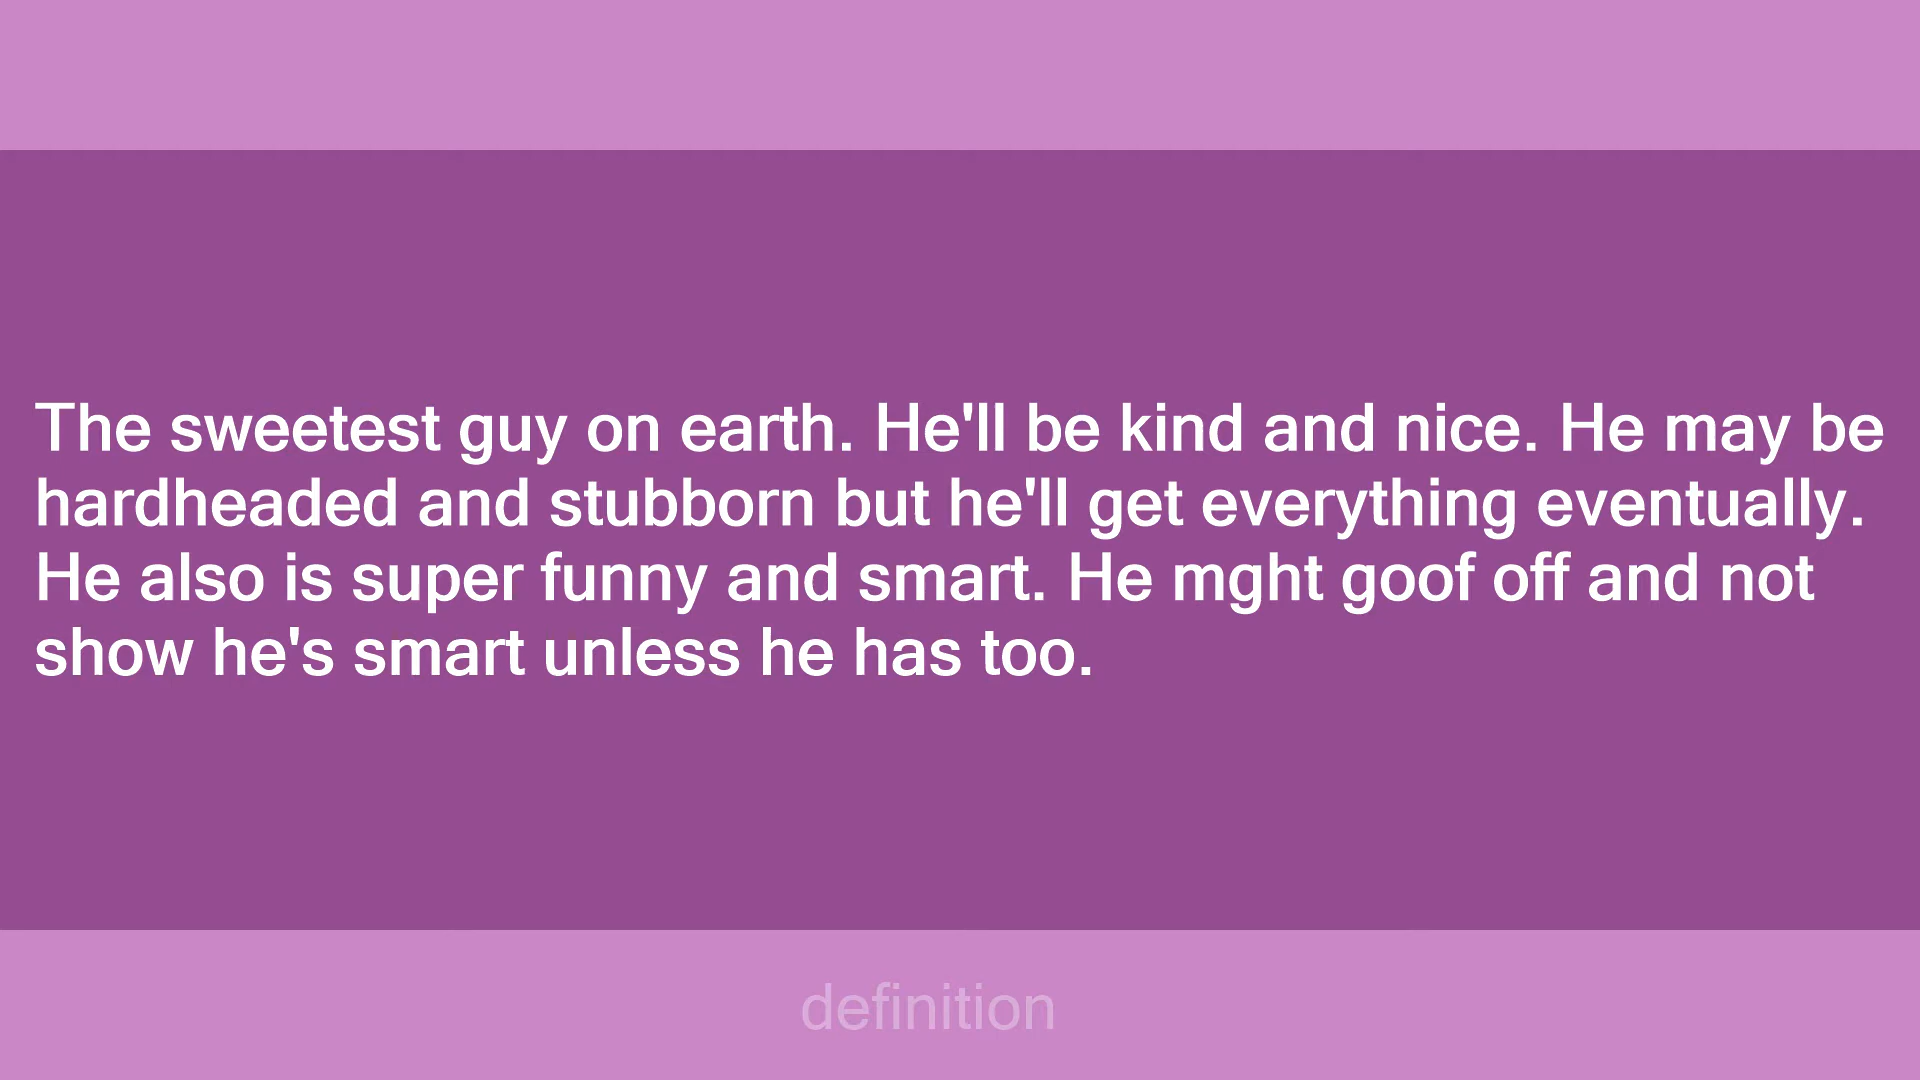 The sweetest guy on earth. He'll be kind and nice. He may be
hardheaded and stubborn but he'll get everything eventually.
He also is super funny and smart. He mght goof off and not
show he's smart unless he has too.
definition